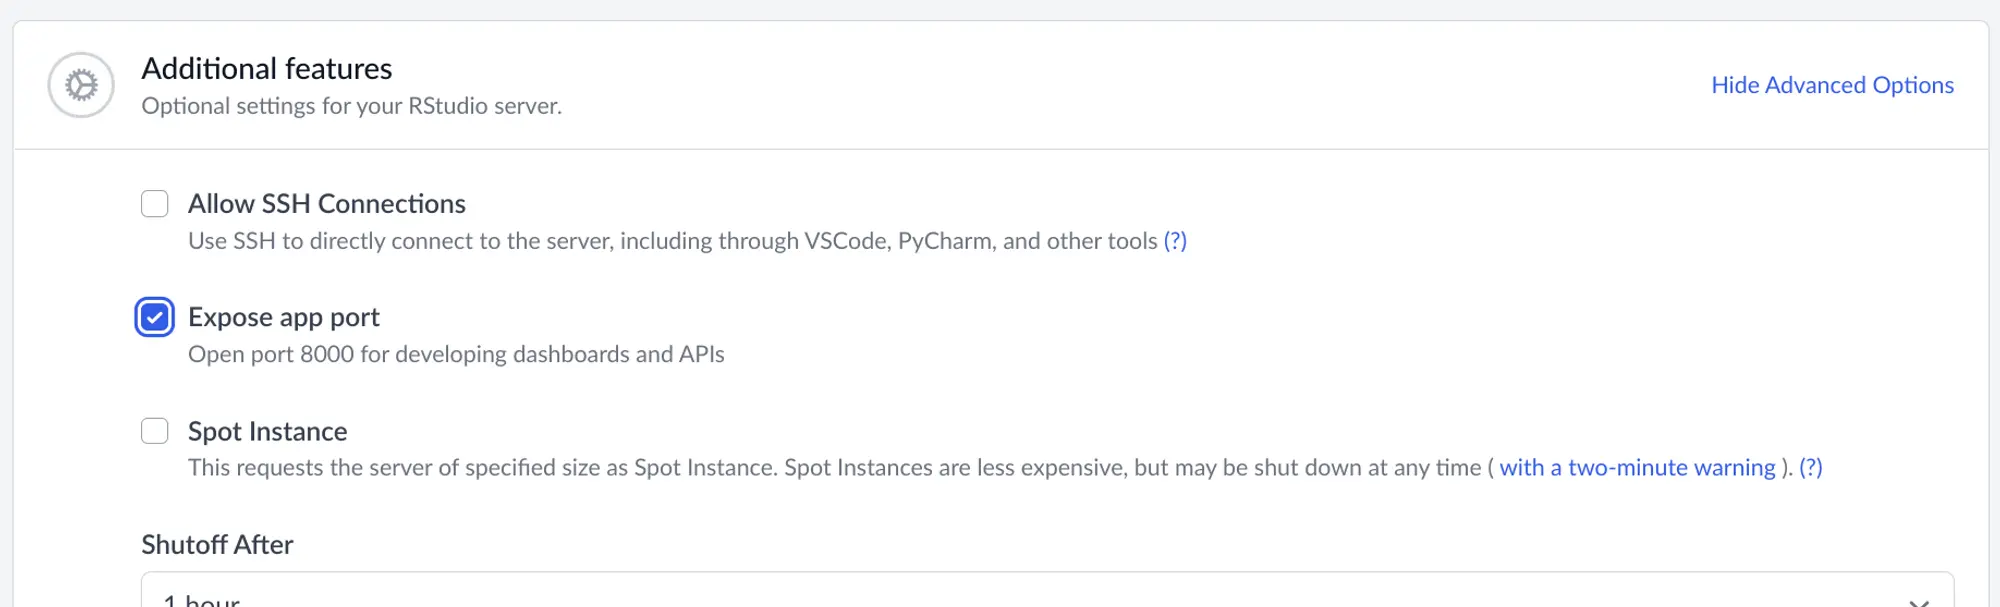 Additional features
Optional settings for your RStudio server.
Hide Advanced Options
Allow SSH Connections
Use SSH to directly connect to the server, including through VSCode, PyCharm, and other tools (?)
Expose app port
Open port 8000 for developing dashboards and APIs
Spot Instance
This requests the server of specified size as Spot Instance. Spot Instances are less expensive, but may be shut down at any time ( with a two-minute warning ). (?)
Shutoff After
1 hour